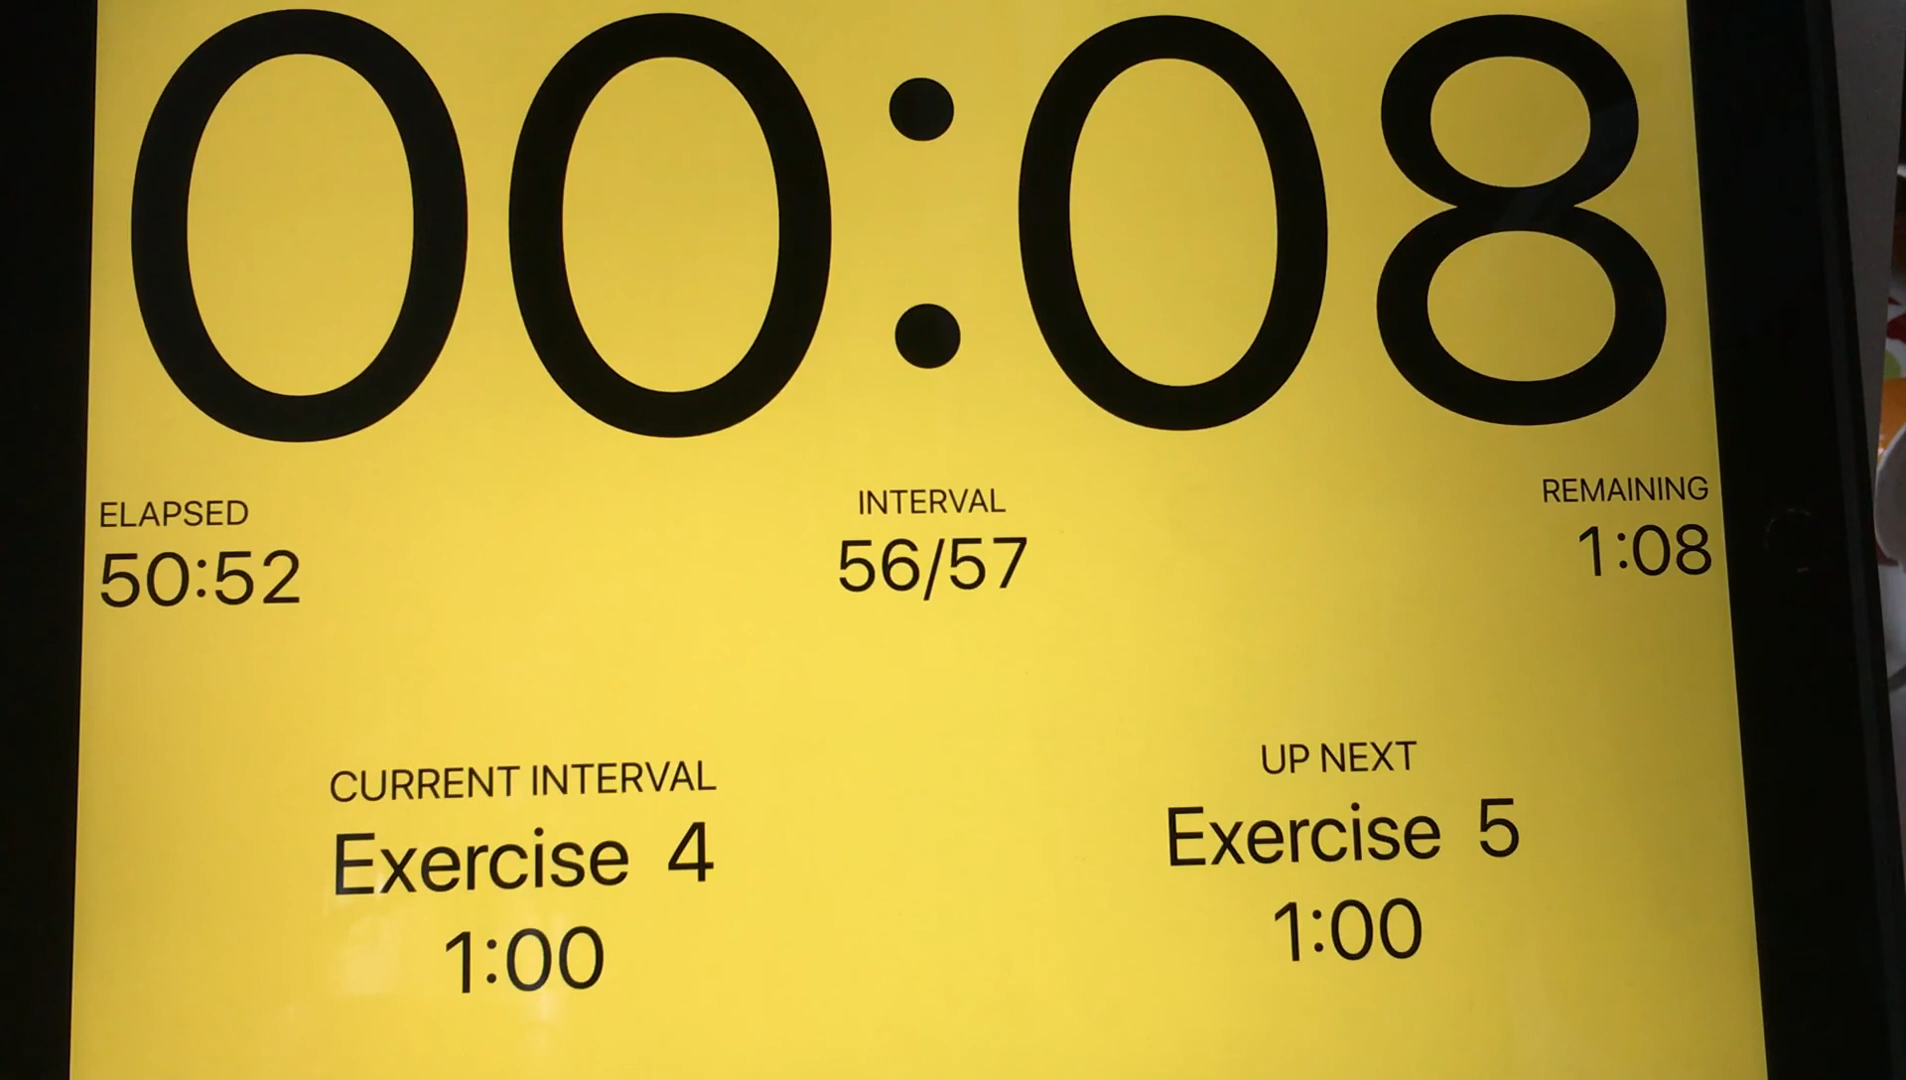 00:08
ELAPSED
50:52
INTERVAL
56/57
REMAINING
1:08
CURRENT INTERVAL
Exercise 4
1:00
UP NEXT
Exercise 5
1:00